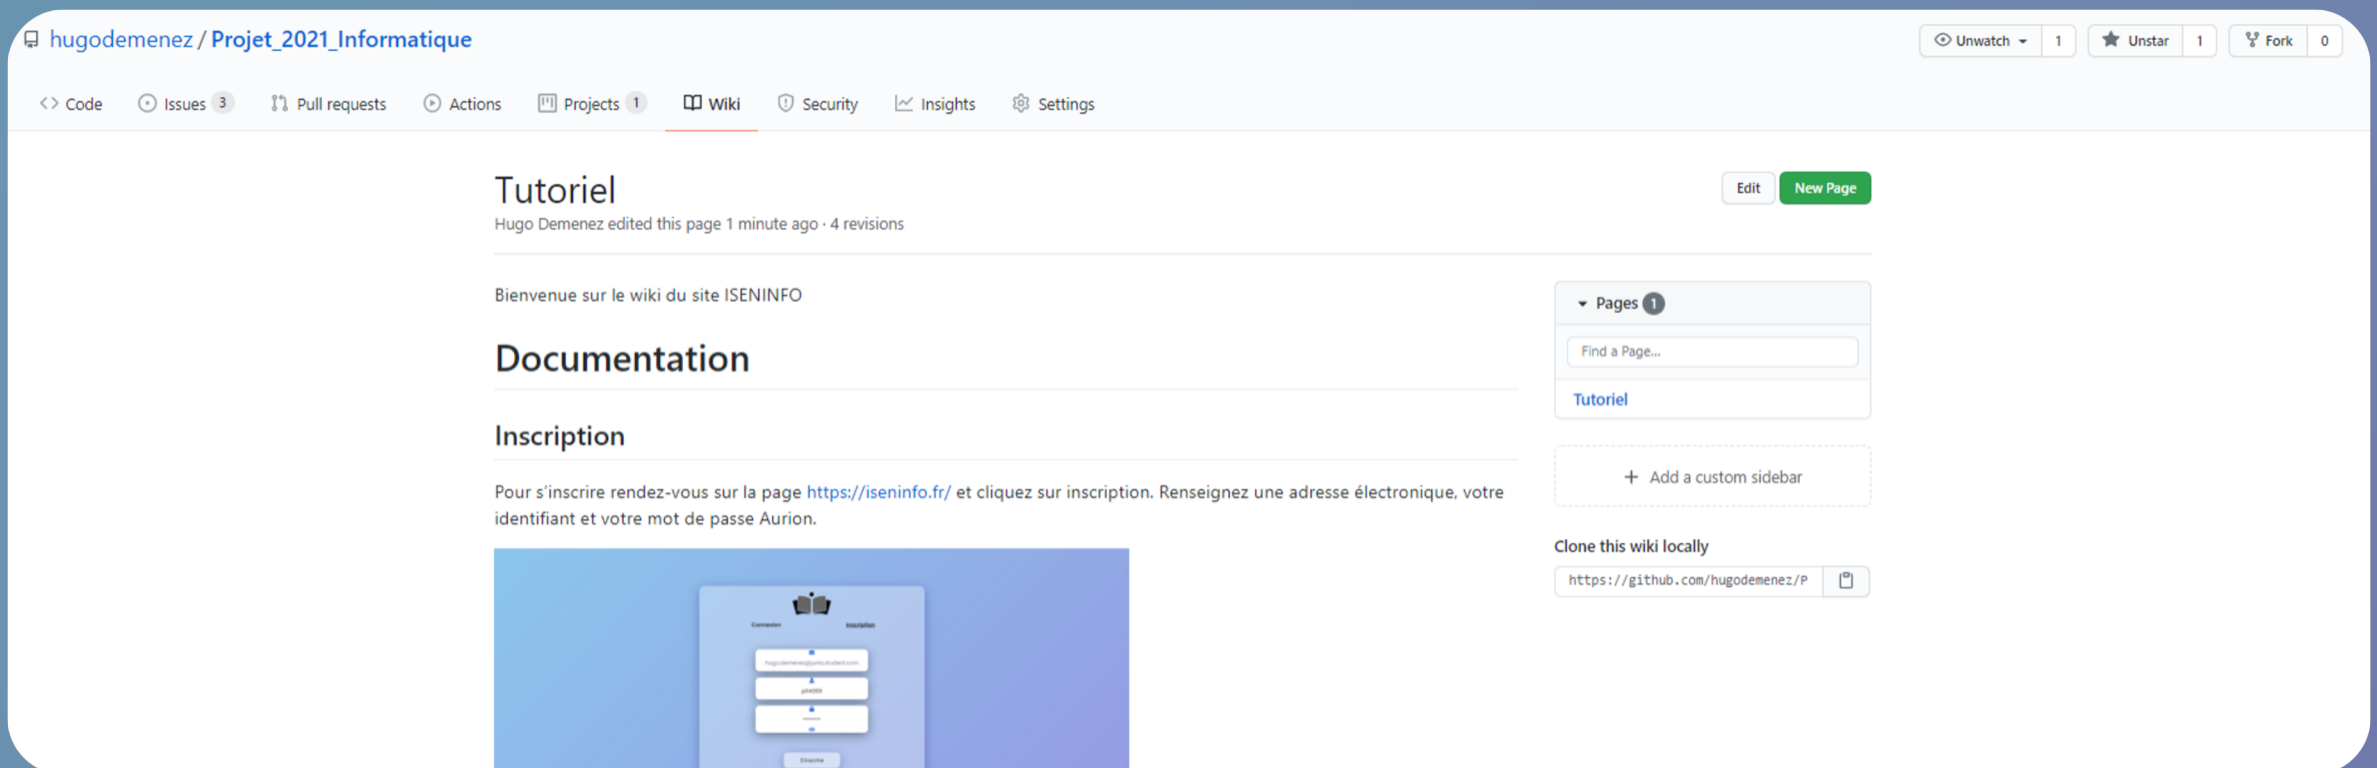 hugodemenez / Projet_2021_Informatique
Unwatch 1 Unstar 1 Fork 0
Code Issues 3 Pull requests Actions Projects 1 Wiki Security Insights Settings
Tutoriel
Edit New Page
Hugo Demenez edited this page 1 minute ago · 4 revisions
Bienvenue sur le wiki du site ISENINFO
Documentation
Inscription
Pour s'inscrire rendez-vous sur la page https://iseninfo.fr/ et cliquez sur inscription. Renseignez une adresse électronique, votre
identifiant et votre mot de passe Aurion.
Connexion Inscription
S'inscrire
Pages 1
Find a Page...
Tutoriel
+ Add a custom sidebar
Clone this wiki locally
https://github.com/hugodemenez/P